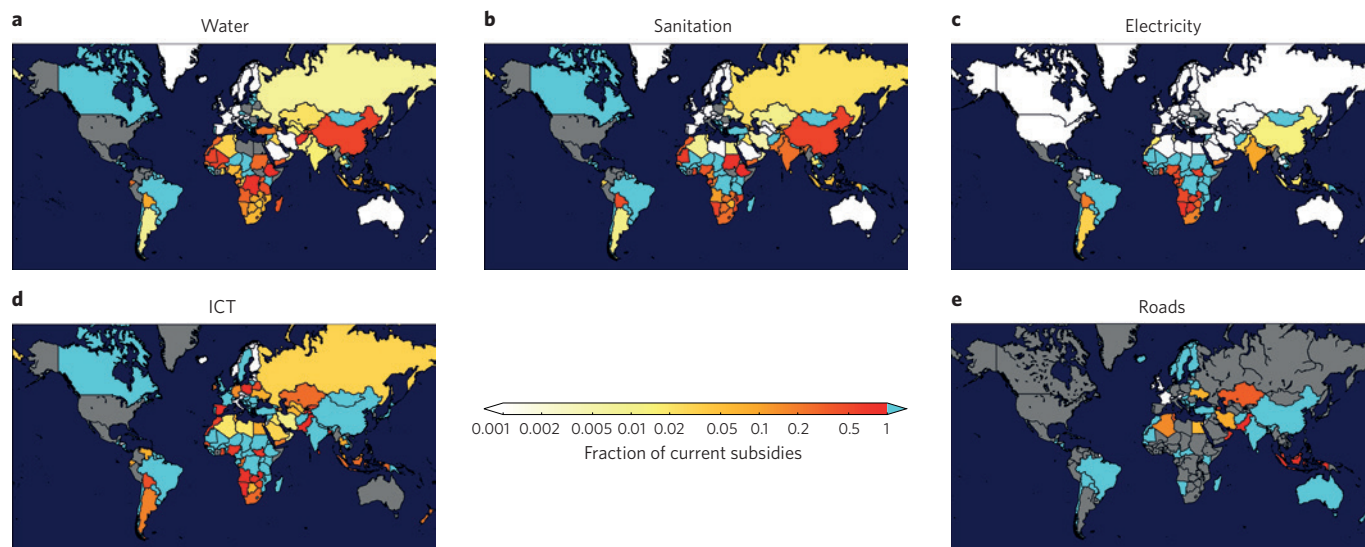 a
Water
b
Sanitation
c
Electricity
d
ICT
0.001 0.002 0.005 0.01 0.02 0.05 0.1 0.2 0.5 1
Fraction of current subsidies
e
Roads